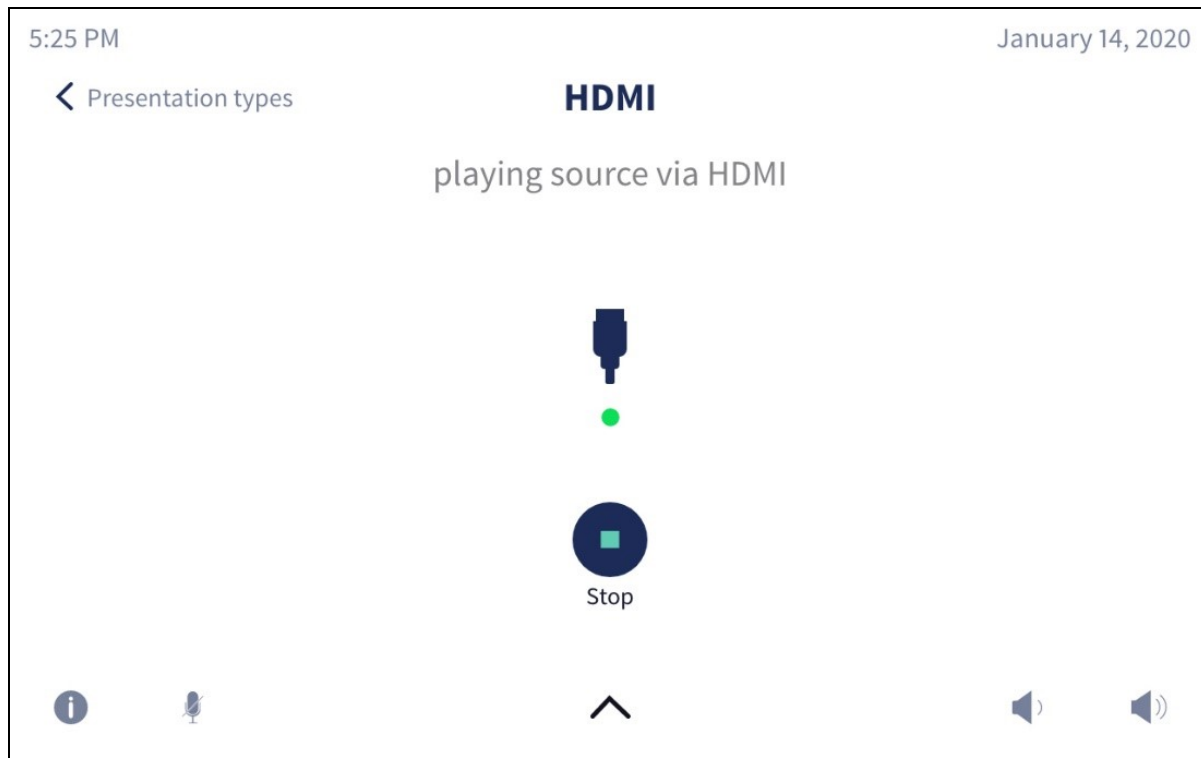 5:25 PM
January 14, 2020
Presentation types
HDMI
playing source via HDMI
Stop